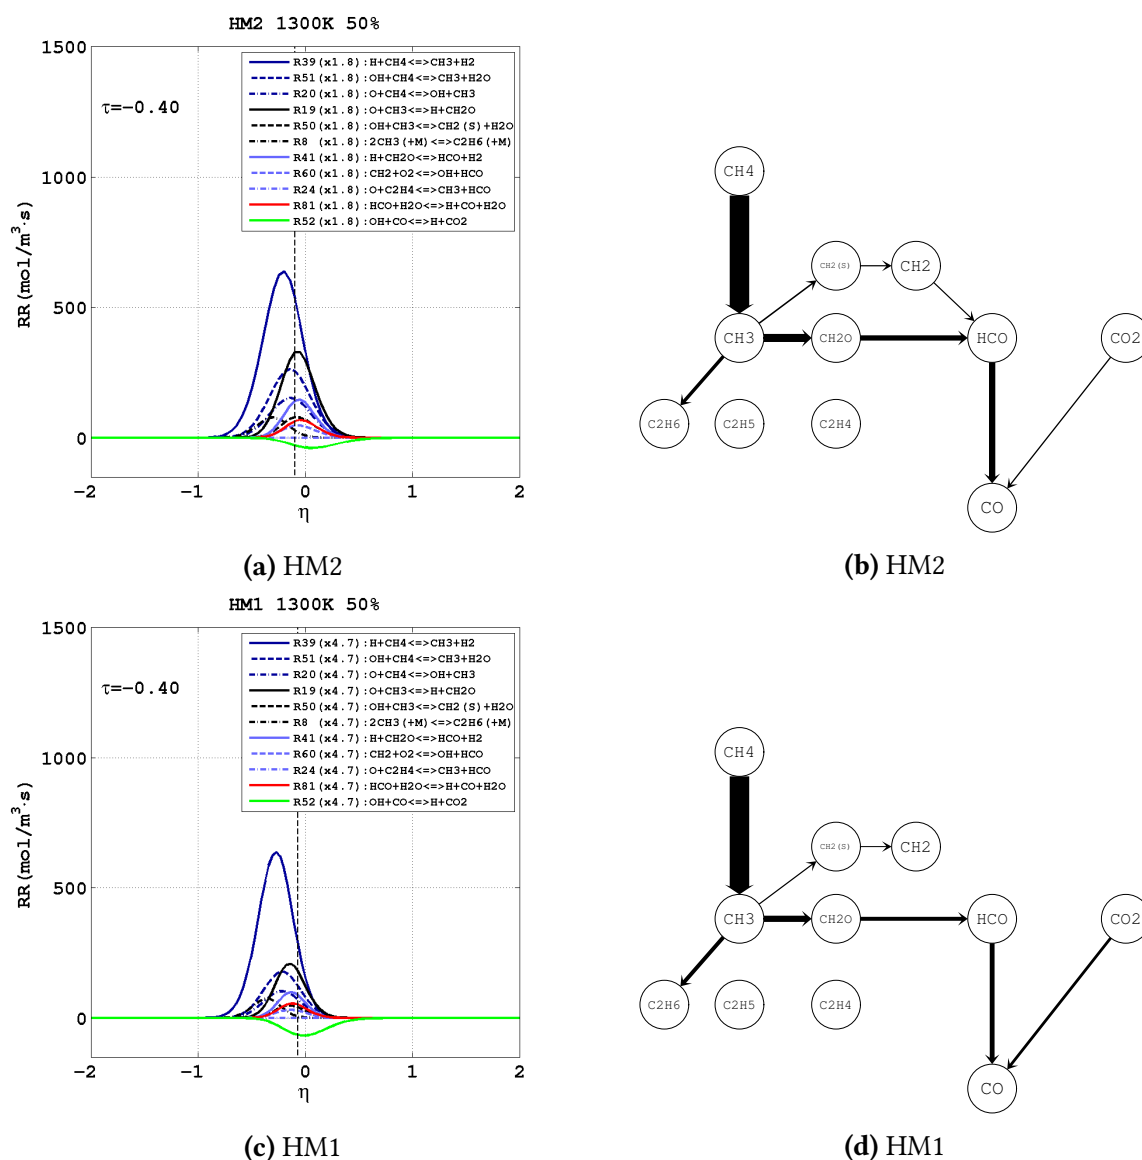 HM2 1300K 50%
1500
1000
500
0
−2
−1
0
1
2
RR(mol/m³·s)
η
τ=−0.40
R39(x1.8):H+CH4<=>CH3+H2
R51(x1.8):OH+CH4<=>CH3+H2O
R20(x1.8):O+CH4<=>OH+CH3
R19(x1.8):O+CH3<=>H+CH2O
R50(x1.8):OH+CH3<=>CH2(S)+H2O
R8 (x1.8):2CH3(+M)<=>C2H6(+M)
R41(x1.8):H+CH2O<=>HCO+H2
R60(x1.8):CH2+O2<=>OH+HCO
R24(x1.8):O+C2H4<=>CH3+HCO
R81(x1.8):HCO+H2O<=>H+CO+H2O
R52(x1.8):OH+CO<=>H+CO2
(a) HM2
CH4
CH2(S)
CH2
CH3
CH2O
HCO
CO2
C2H6
C2H5
C2H4
CO
(b) HM2
HM1 1300K 50%
1500
1000
500
0
−2
−1
0
1
2
RR(mol/m³·s)
η
τ=−0.40
R39(x4.7):H+CH4<=>CH3+H2
R51(x4.7):OH+CH4<=>CH3+H2O
R20(x4.7):O+CH4<=>OH+CH3
R19(x4.7):O+CH3<=>H+CH2O
R50(x4.7):OH+CH3<=>CH2(S)+H2O
R8 (x4.7):2CH3(+M)<=>C2H6(+M)
R41(x4.7):H+CH2O<=>HCO+H2
R60(x4.7):CH2+O2<=>OH+HCO
R24(x4.7):O+C2H4<=>CH3+HCO
R81(x4.7):HCO+H2O<=>H+CO+H2O
R52(x4.7):OH+CO<=>H+CO2
(c) HM1
CH4
CH2(S)
CH2
CH3
CH2O
HCO
CO2
C2H6
C2H5
C2H4
CO
(d) HM1